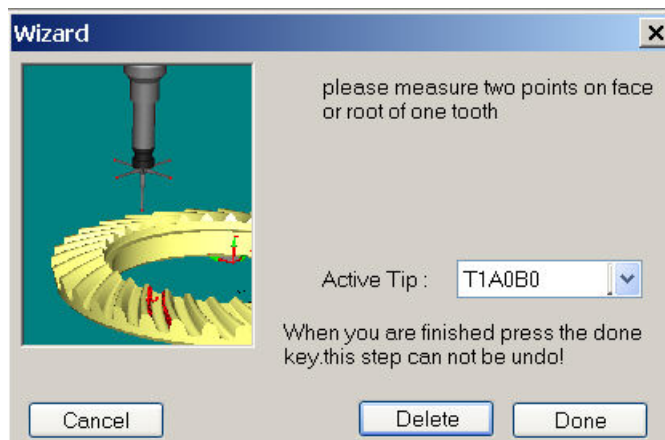 Wizard
please measure two points on face
or root of one tooth
Active Tip :
T1A0B0
When you are finished press the done
key.this step can not be undo!
Cancel
Delete
Done